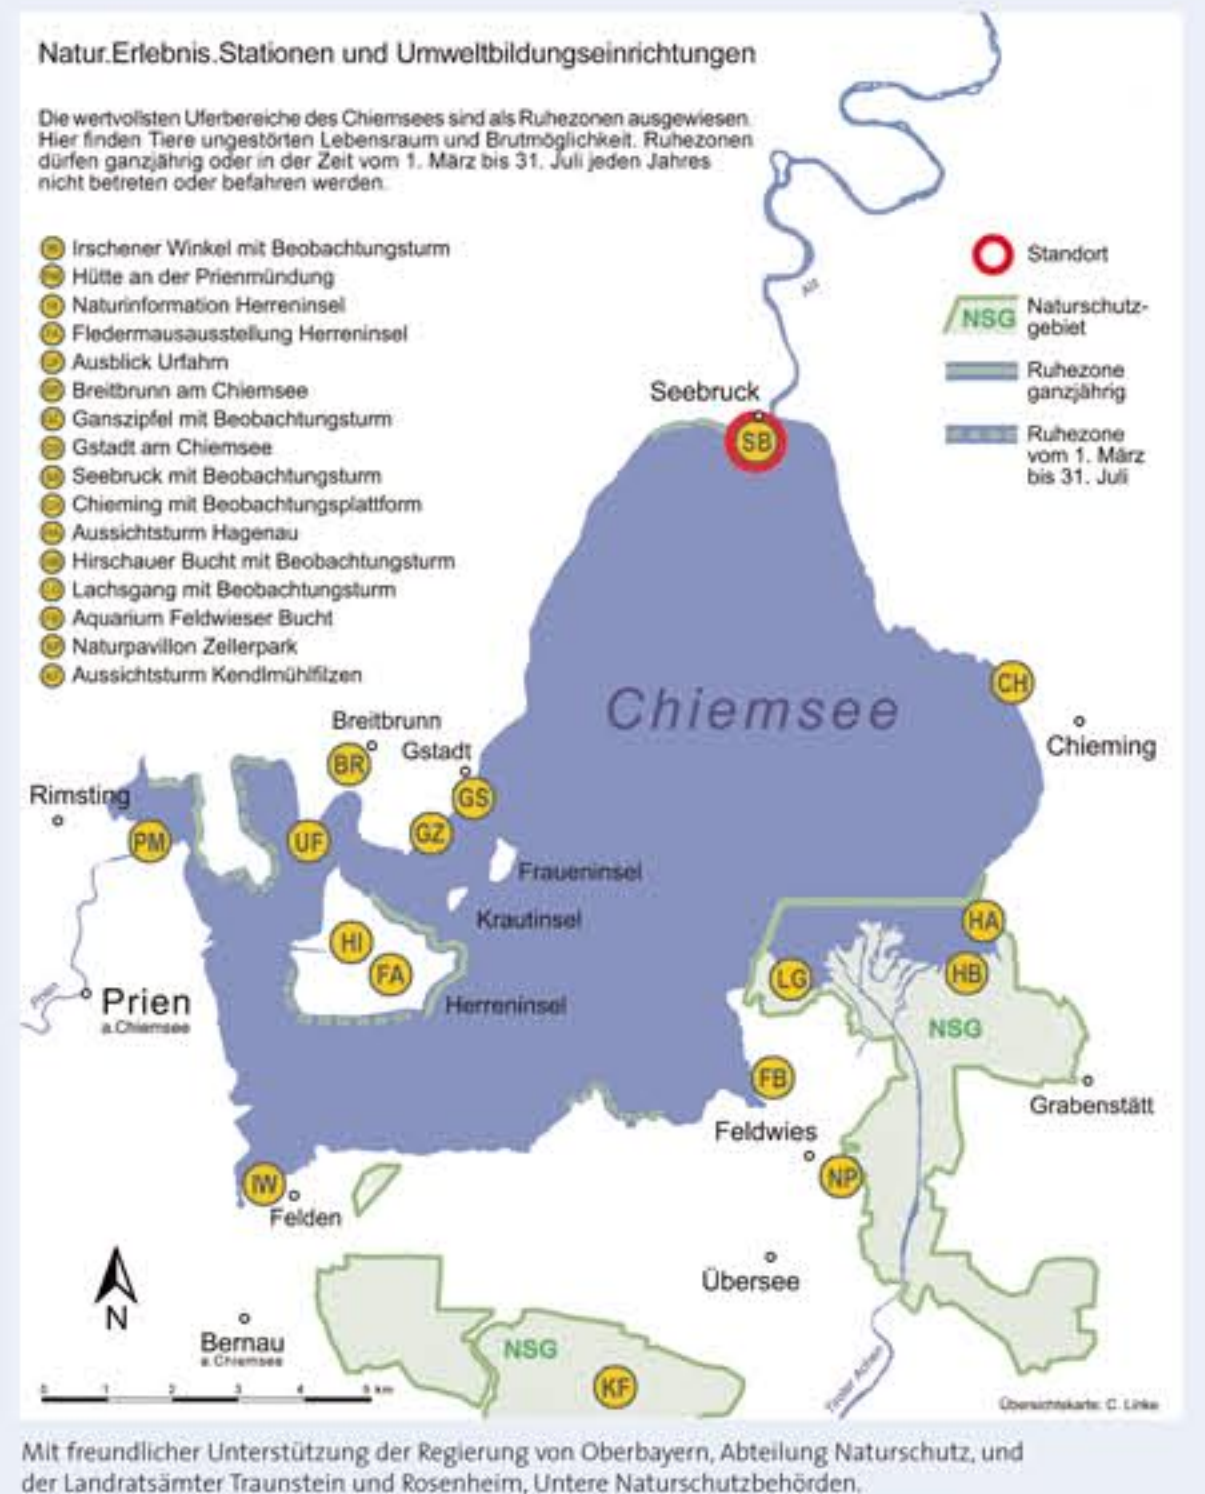 Natur.Erlebnis.Stationen und Umweltbildungseinrichtungen
Die wertvollsten Uferbereiche des Chiemsees sind als Ruhezonen ausgewiesen.
Hier finden Tiere ungestörten Lebensraum und Brutmöglichkeit. Ruhezonen
dürfen ganzjährig oder in der Zeit vom 1. März bis 31. Juli jeden Jahres
nicht betreten oder befahren werden.
Irschener Winkel mit Beobachtungsturm
Hütte an der Prienmündung
Naturinformation Herreninsel
Fledermausausstellung Herreninsel
Ausblick Urfahrn
Breitbrunn am Chiemsee
Ganszipfel mit Beobachtungsturm
Gstadt am Chiemsee
Seebruck mit Beobachtungsturm
Chieming mit Beobachtungsplattform
Aussichtsturm Hagenau
Hirschauer Bucht mit Beobachtungsturm
Lachsgang mit Beobachtungsturm
Aquarium Feldwieser Bucht
Naturpavillon Zellerpark
Aussichtsturm Kendlmühlfilzen
Standort
NSG
Naturschutz-
gebiet
Ruhezone
ganzjährig
Ruhezone
vom 1. März
bis 31. Juli
Alz
Seebruck
SB
Chiemsee
CH
Chieming
Breitbrunn
BR
Gstadt
GS
GZ
UF
Rimsting
PM
Fraueninsel
Krautinsel
HI
FA
Herreninsel
Prien
Prien
a.Chiemsee
HA
HB
LG
NSG
FB
Grabenstätt
Feldwies
NP
IW
Felden
Übersee
N
Bernau
a.Chiemsee
NSG
KF
Tiroler Achen
0 1 2 3 4 5 km
Übersichtskarte: C. Linke
Mit freundlicher Unterstützung der Regierung von Oberbayern, Abteilung Naturschutz, und
der Landratsämter Traunstein und Rosenheim, Untere Naturschutzbehörden.